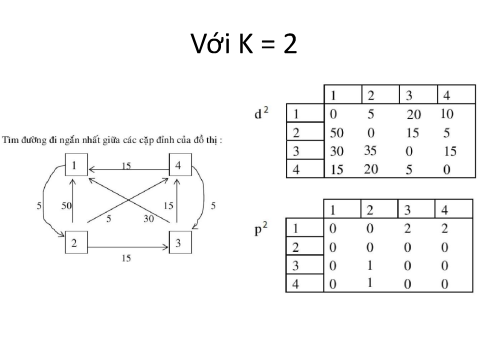 Với K = 2
Tìm đường đi ngắn nhất giữa các cặp đỉnh của đồ thị :
1 15 4
5 50 15 5
5 30
2 3
15
d 2
1 2 3 4
1 0 5 20 10
2 50 0 15 5
3 30 35 0 15
4 15 20 5 0
p 2
1 2 3 4
1 0 0 2 2
2 0 0 0 0
3 0 1 0 0
4 0 1 0 0